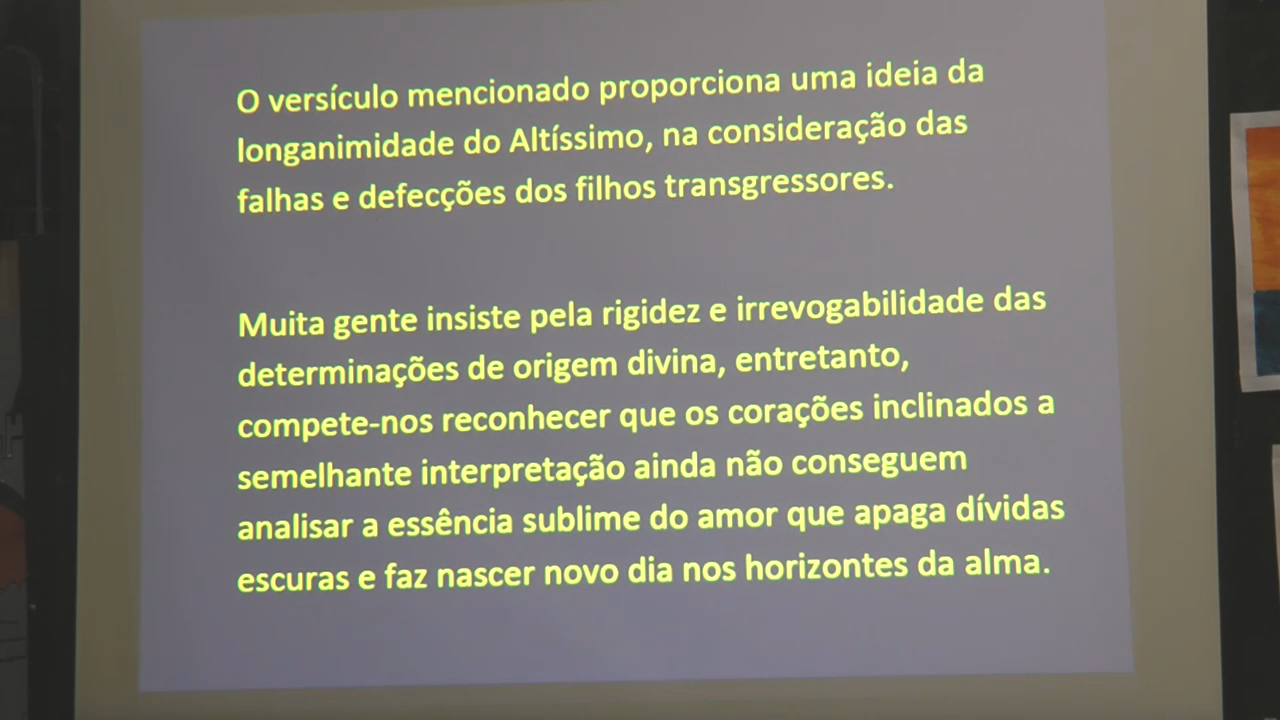 O versículo mencionado proporciona uma ideia da
longanimidade do Altíssimo, na consideração das
falhas e defecções dos filhos transgressores.
Muita gente insiste pela rigidez e irrevogabilidade das
determinações de origem divina, entretanto,
compete-nos reconhecer que os corações inclinados a
semelhante interpretação ainda não conseguem
analisar a essência sublime do amor que apaga dívidas
escuras e faz nascer novo dia nos horizontes da alma.